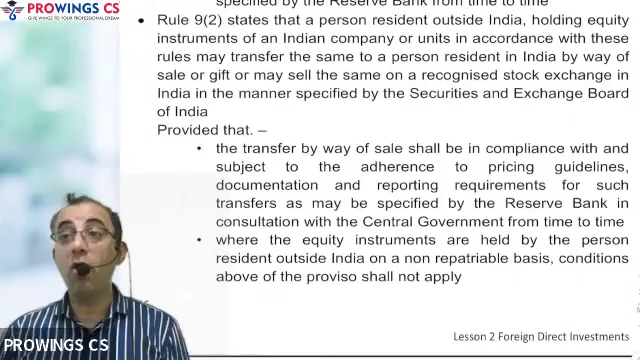 PROWINGS CS
GIVE WINGS TO YOUR PROFESSIONAL DREAM
specified by the Reserve Bank from time to time
• Rule 9(2) states that a person resident outside India, holding equity
instruments of an Indian company or units in accordance with these
rules may transfer the same to a person resident in India by way of
sale or gift or may sell the same on a recognised stock exchange in
India in the manner specified by the Securities and Exchange Board
of India
Provided that. –
• the transfer by way of sale shall be in compliance with and
subject to the adherence to pricing guidelines,
documentation and reporting requirements for such
transfers as may be specified by the Reserve Bank in
consultation with the Central Government from time to time
• where the equity instruments are held by the person
resident outside India on a non repatriable basis, conditions
above of the proviso shall not apply
Lesson 2 Foreign Direct Investments
PROWINGS CS